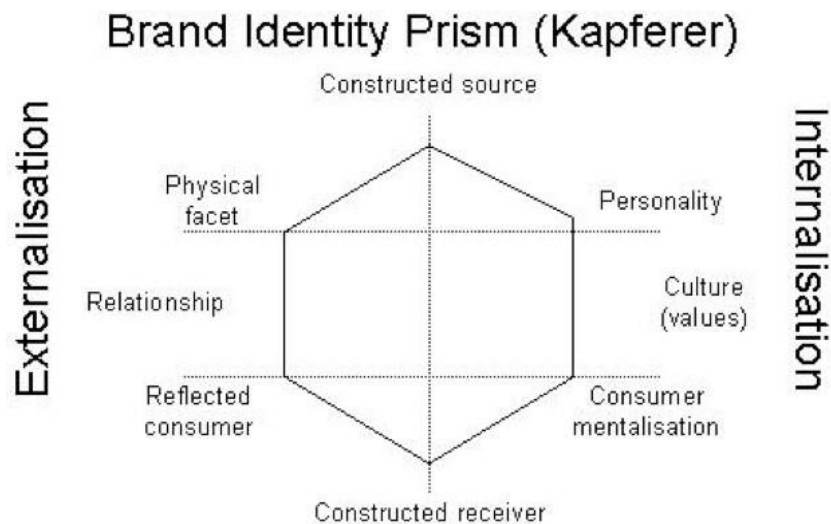 Brand Identity Prism (Kapferer)
Constructed source
Externalisation
Internalisation
Physical
facet
Personality
Relationship
Culture
(values)
Reflected
consumer
Consumer
mentalisation
Constructed receiver